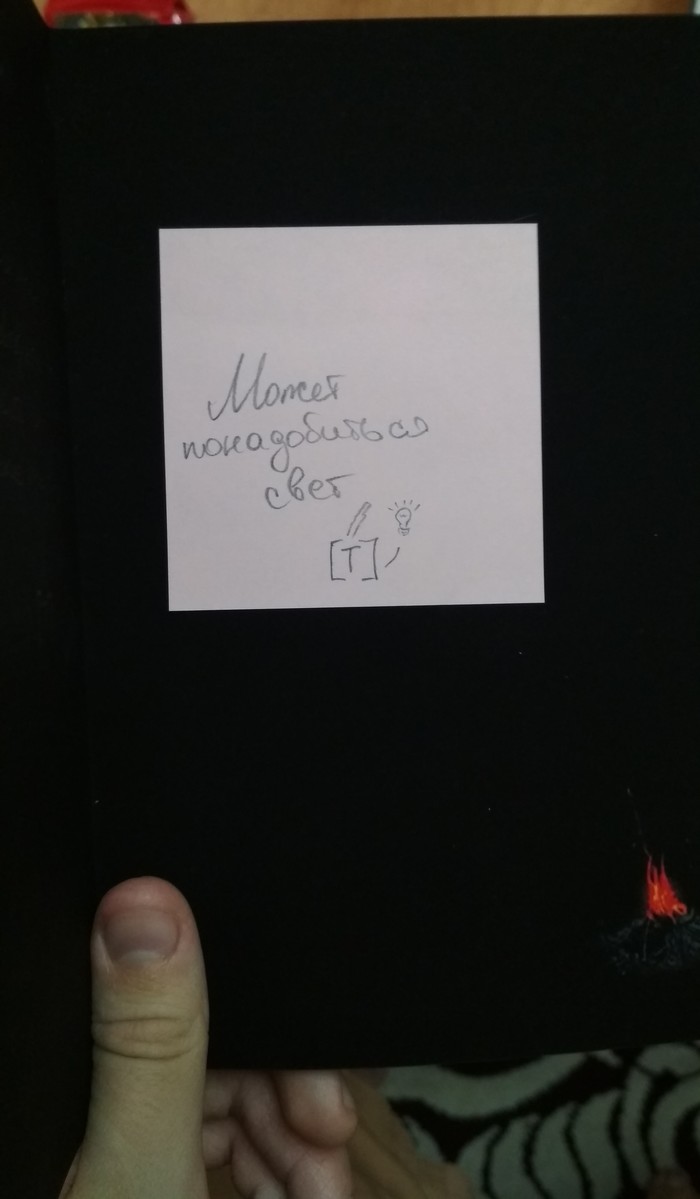 Может
понадобиться
свет
[T]